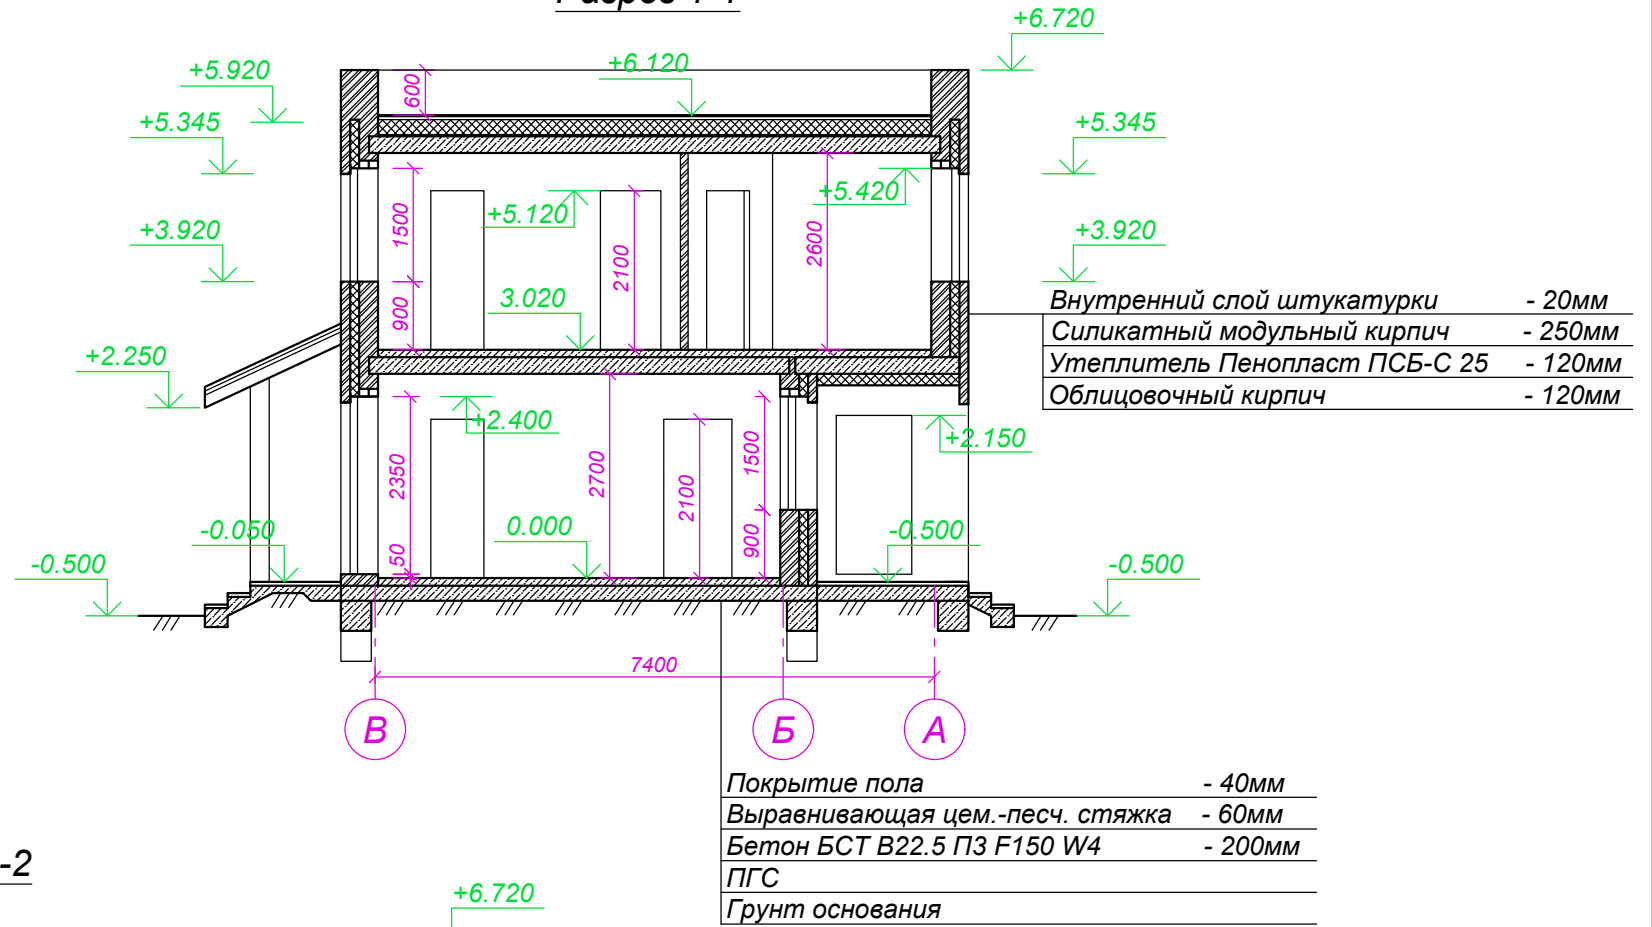 Разрез 1-1
+6.720
+5.920
+6.120
600
+5.345
+5.345
+5.420
+5.120
1500
2100
2600
+3.920
+3.920
3.020
900
Внутренний слой штукатурки - 20мм
Силикатный модульный кирпич - 250мм
Утеплитель Пенопласт ПСБ-С 25 - 120мм
Облицовочный кирпич - 120мм
+2.250
+2.400
+2.150
2350
2700
2100
1500
-0.050
0.000
-0.500
50
900
-0.500
-0.500
7400
В
Б
А
Покрытие пола - 40мм
Выравнивающая цем.-песч. стяжка - 60мм
Бетон БСТ В22.5 П3 F150 W4 - 200мм
ПГС
Грунт основания
-2
+6.720